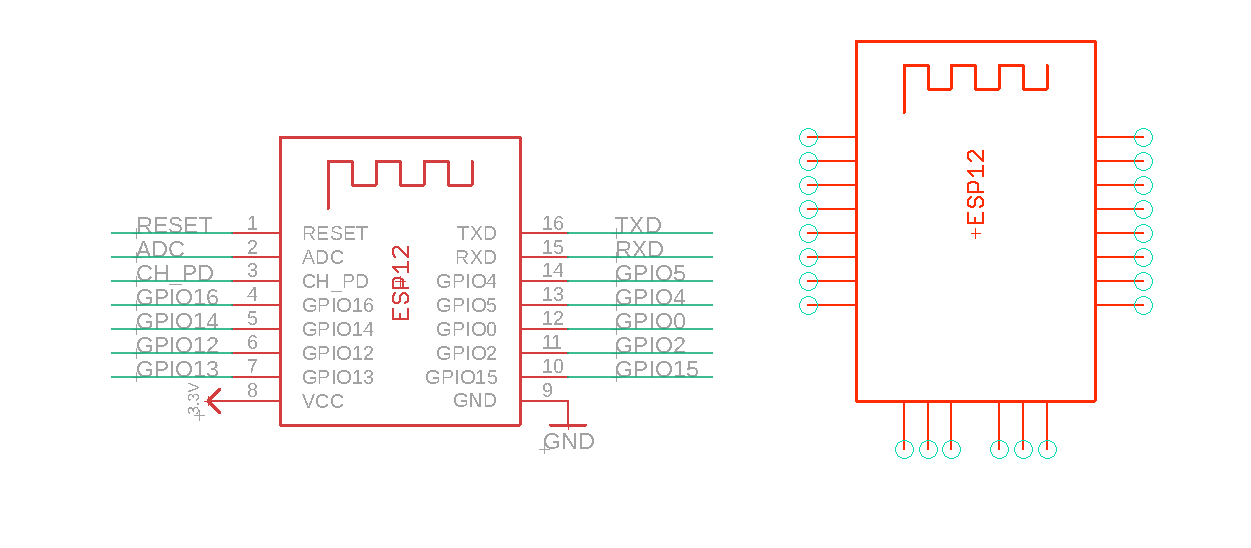 RESET 1 RESET TXD 16 TXD
ADC 2 ADC RXD 15 RXD
CH_PD 3 CH_PD GPIO4 14 GPIO5
GPIO16 4 GPIO16 GPIO5 13 GPIO4
GPIO14 5 GPIO14 GPIO0 12 GPIO0
GPIO12 6 GPIO12 GPIO2 11 GPIO2
GPIO13 7 GPIO13 GPIO15 10 GPIO15
3.3V 8 VCC GND 9
GND
ESP12
ESP12